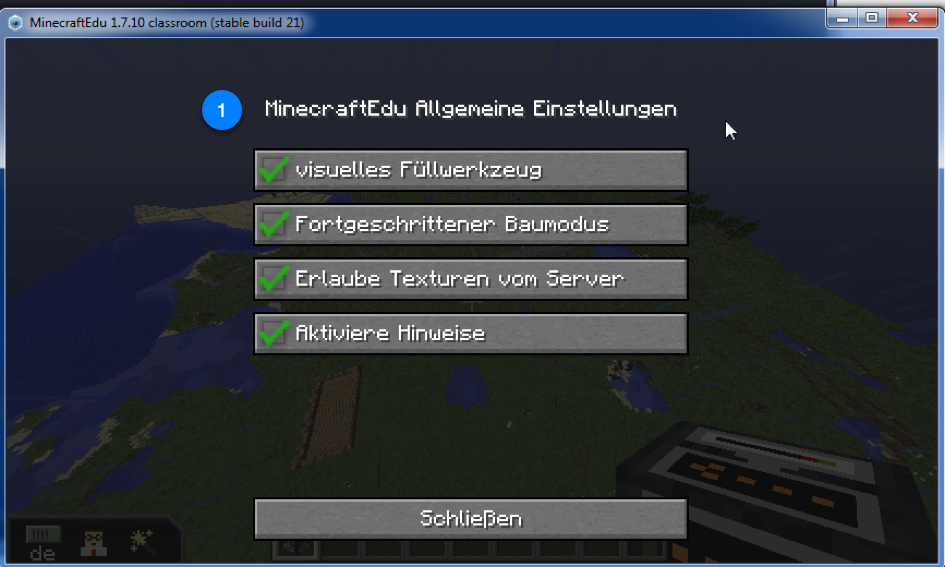 MinecraftEdu 1.7.10 classroom (stable build 21)
1 MinecraftEdu Allgemeine Einstellungen
visuelles Füllwerkzeug
Fortgeschrittener Baumodus
Erlaube Texturen vom Server
Aktiviere Hinweise
Schließen
de